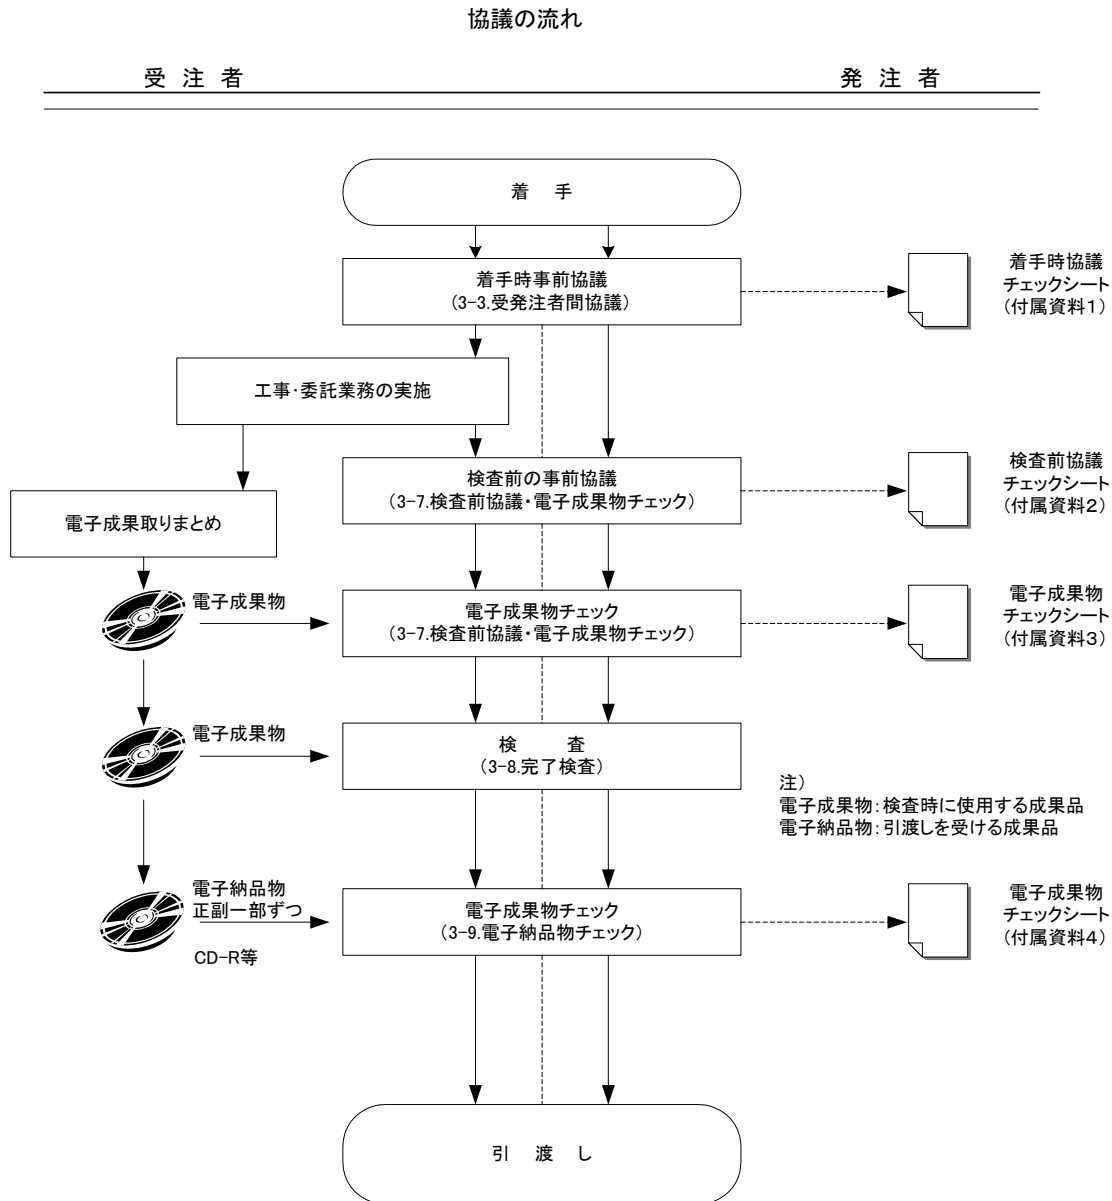 協議の流れ
受 注 者
発 注 者
着 手
着手時事前協議
(3-3.受発注者間協議)
着手時協議
チェックシート
(付属資料1)
工事・委託業務の実施
検査前の事前協議
(3-7.検査前協議・電子成果物チェック)
検査前協議
チェックシート
(付属資料2)
電子成果取りまとめ
電子成果物
電子成果物チェック
(3-7.検査前協議・電子成果物チェック)
電子成果物
チェックシート
(付属資料3)
電子成果物
検 査
(3-8.完了検査)
注)
電子成果物:検査時に使用する成果品
電子納品物:引渡しを受ける成果品
電子納品物
正副一部ずつ
CD-R等
電子成果物チェック
(3-9.電子納品物チェック)
電子成果物
チェックシート
(付属資料4)
引 渡 し